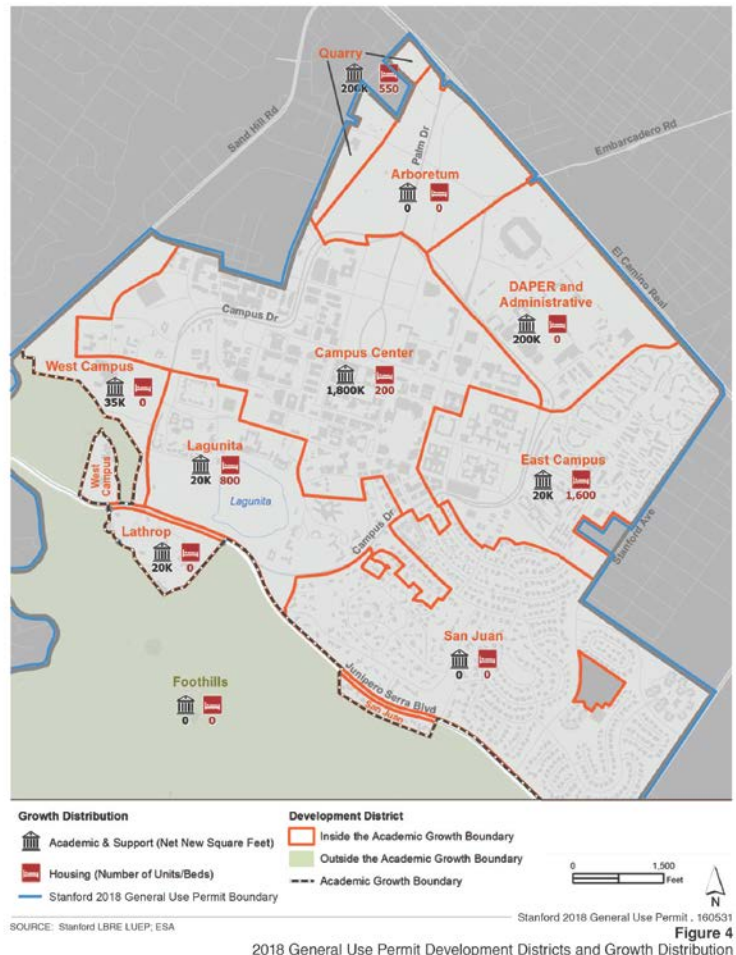 Quarry
200K 550
Sand Hill Rd
Palm Dr
Embarcadero Rd
Arboretum
0 0
El Camino Real
DAPER and
Administrative
200K 0
Campus Dr
Campus Center
1,800K 200
West Campus
35K 0
West
Campus
Lagunita
20K 800
Lagunita
East Campus
20K 1,600
Stanford Ave
Lathrop
20K 0
Campus Dr
San Juan
0 0
Foothills
0 0
Junipero Serra Blvd
San Juan
Growth Distribution
Academic & Support (Net New Square Feet)
Housing (Number of Units/Beds)
Stanford 2018 General Use Permit Boundary
Development District
Inside the Academic Growth Boundary
Outside the Academic Growth Boundary
Academic Growth Boundary
0 1,500
Feet
N
SOURCE: Stanford LBRE LUEP; ESA
Stanford 2018 General Use Permit . 160531
Figure 4
2018 General Use Permit Development Districts and Growth Distribution